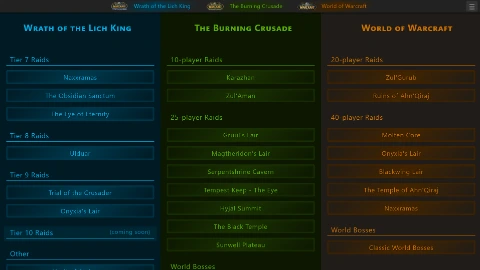 Wrath of the Lich King
The Burning Crusade
World of Warcraft
Wrath of the Lich King
Tier 7 Raids
Naxxramas
The Obsidian Sanctum
The Eye of Eternity
Tier 8 Raids
Ulduar
Tier 9 Raids
Trial of the Crusader
Onyxia's Lair
Tier 10 Raids (coming soon)
Other
The Burning Crusade
10-player Raids
Karazhan
Zul'Aman
25-player Raids
Gruul's Lair
Magtheridon's Lair
Serpentshrine Cavern
Tempest Keep - The Eye
Hyjal Summit
The Black Temple
Sunwell Plateau
World Bosses
World of Warcraft
20-player Raids
Zul'Gurub
Ruins of Ahn'Qiraj
40-player Raids
Molten Core
Onyxia's Lair
Blackwing Lair
The Temple of Ahn'Qiraj
Naxxramas
World Bosses
Classic World Bosses